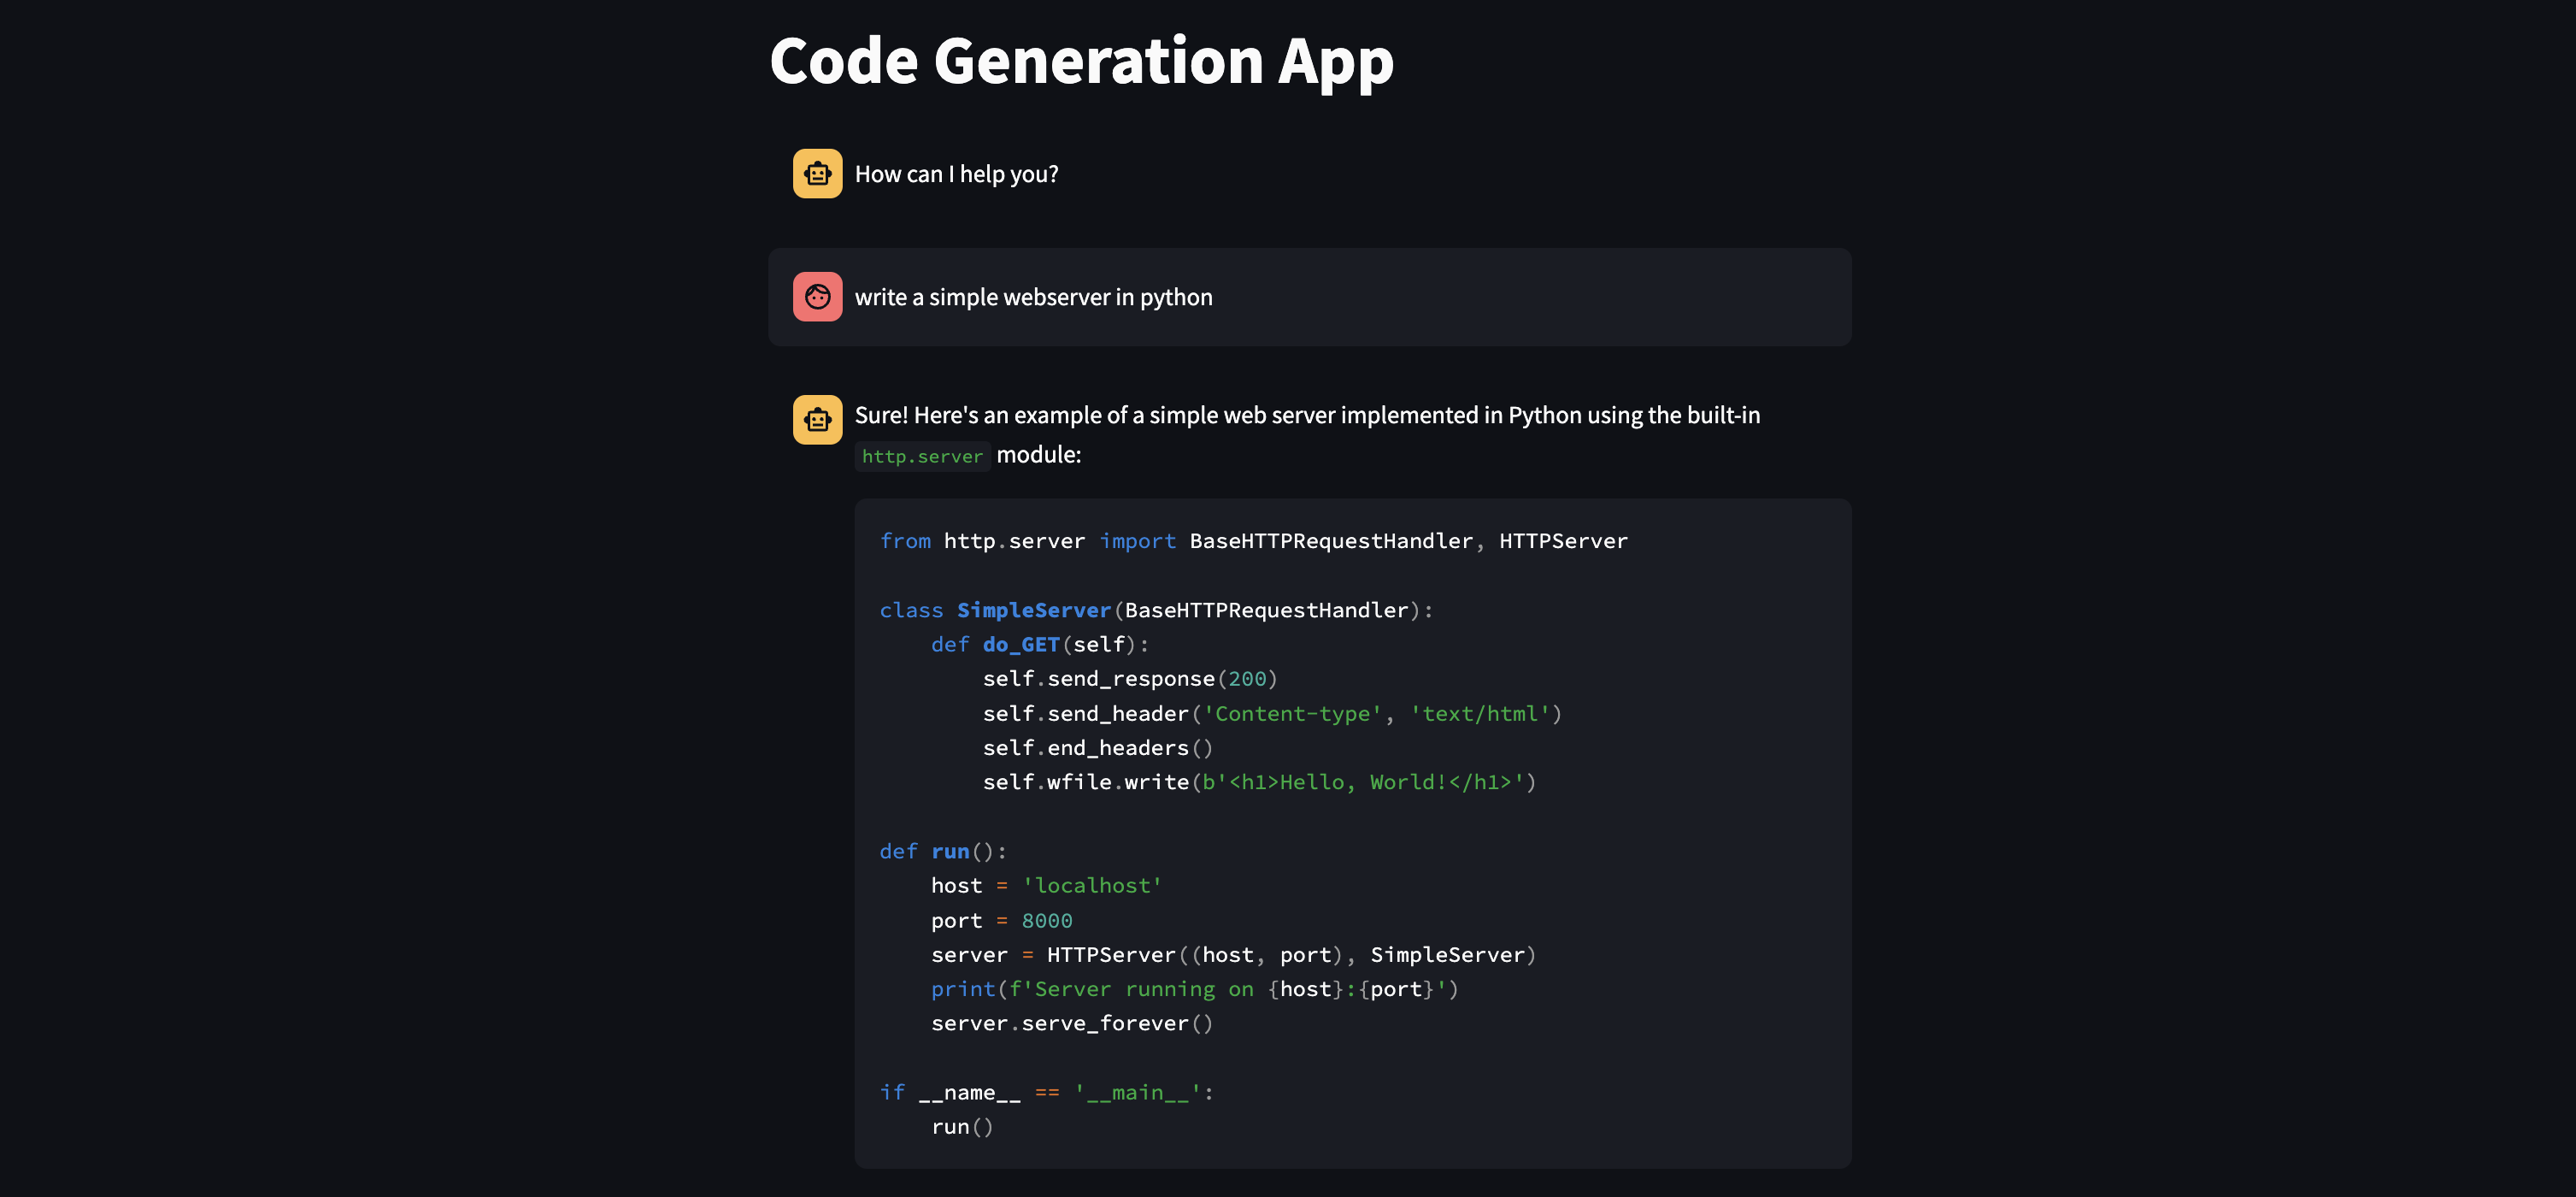 Code Generation App
How can I help you?
write a simple webserver in python
Sure! Here's an example of a simple web server implemented in Python using the built-in
http.server module:
from http.server import BaseHTTPRequestHandler, HTTPServer
class SimpleServer(BaseHTTPRequestHandler):
    def do_GET(self):
        self.send_response(200)
        self.send_header('Content-type', 'text/html')
        self.end_headers()
        self.wfile.write(b'<h1>Hello, World!</h1>')
def run():
    host = 'localhost'
    port = 8000
    server = HTTPServer((host, port), SimpleServer)
    print(f'Server running on {host}:{port}')
    server.serve_forever()
if __name__ == '__main__':
    run()